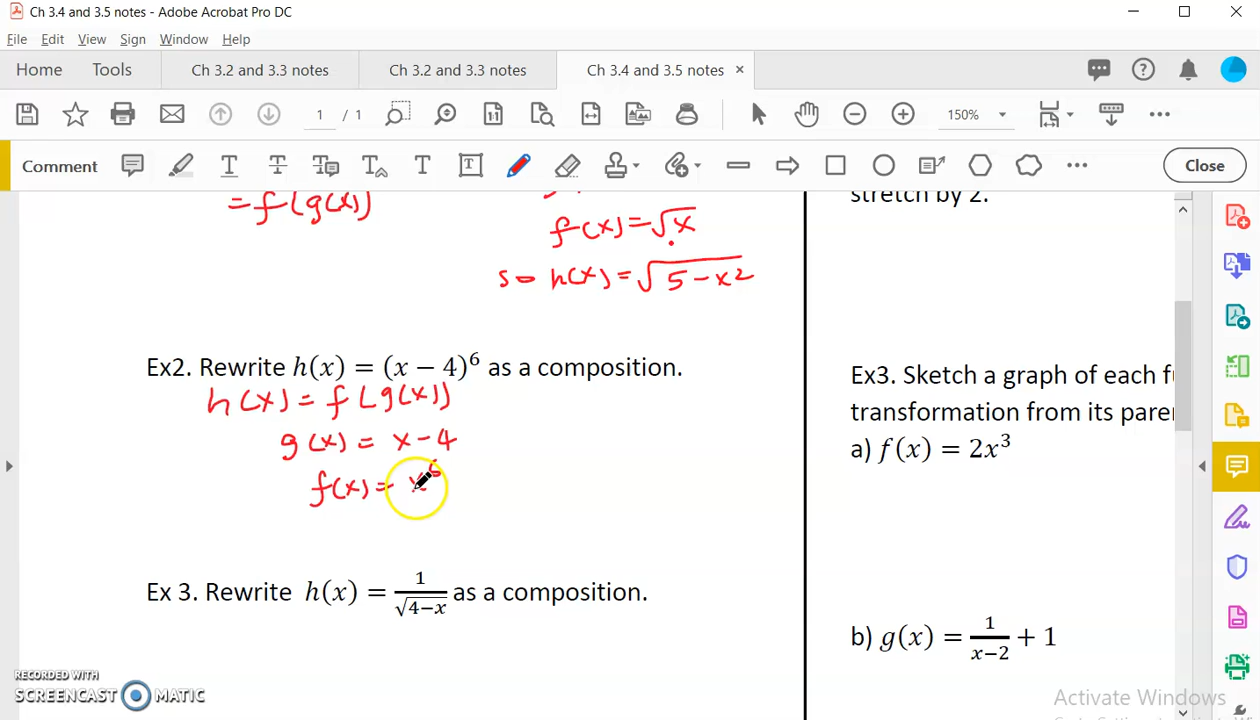 Ch 3.4 and 3.5 notes - Adobe Acrobat Pro DC
File Edit View Sign Window Help
Home Tools Ch 3.2 and 3.3 notes Ch 3.2 and 3.3 notes Ch 3.4 and 3.5 notes ×
1 / 1 150%
Comment Close
= f(g(x))
f(x) = √x
so h(x) = √(5 - x²)
Ex2. Rewrite h(x) = (x − 4)⁶ as a composition.
h(x) = f(g(x))
g(x) = x - 4
f(x) = x⁶
Ex 3. Rewrite h(x) = 1/√(4−x) as a composition.
stretch by 2.
Ex3. Sketch a graph of each fu
transformation from its paren
a) f(x) = 2x³
b) g(x) = 1/(x−2) + 1
RECORDED WITH
SCREENCAST MATIC
Activate Windows